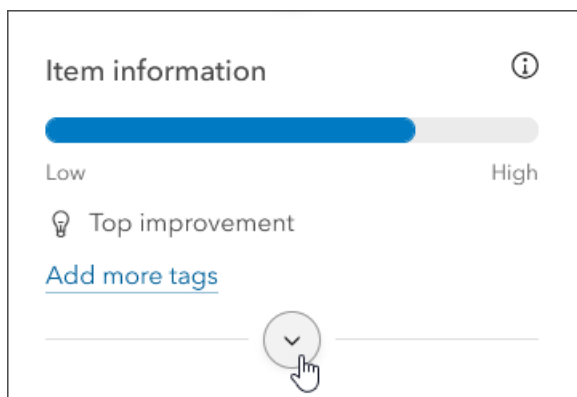 Item information
Low High
Top improvement
Add more tags